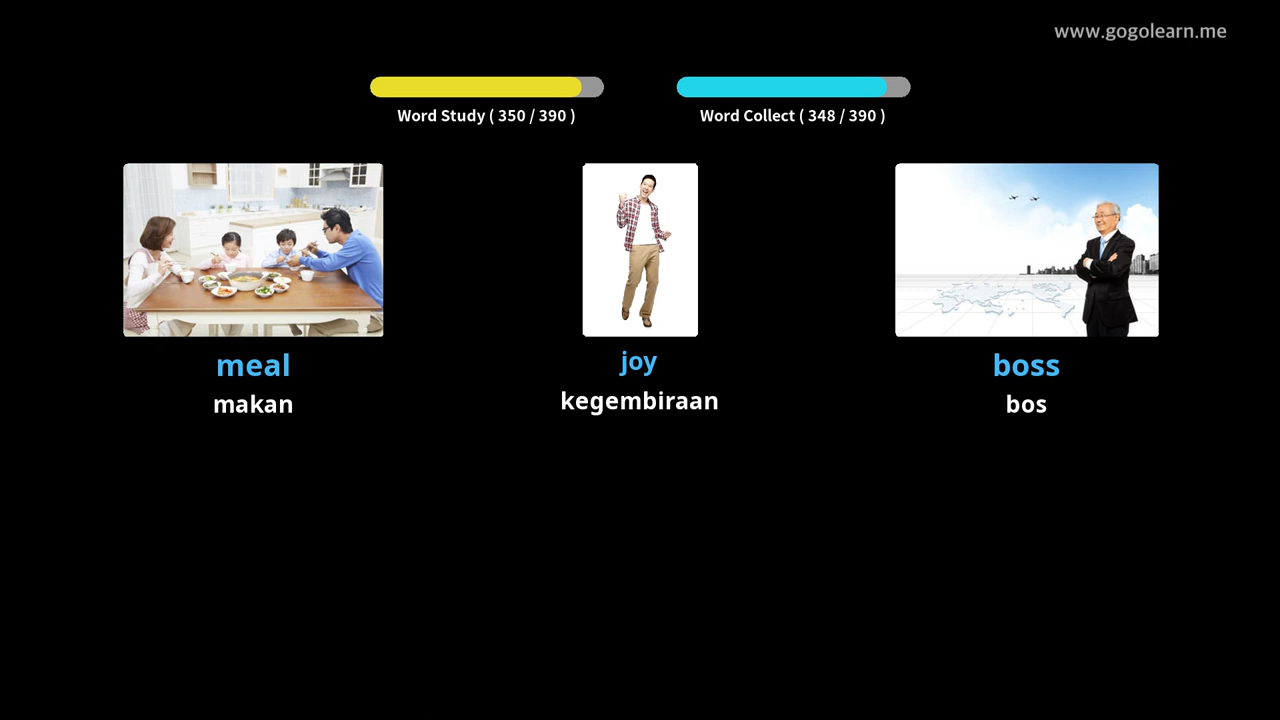 www.gogolearn.me
Word Study ( 350 / 390 )
Word Collect ( 348 / 390 )
meal
makan
joy
kegembiraan
boss
bos